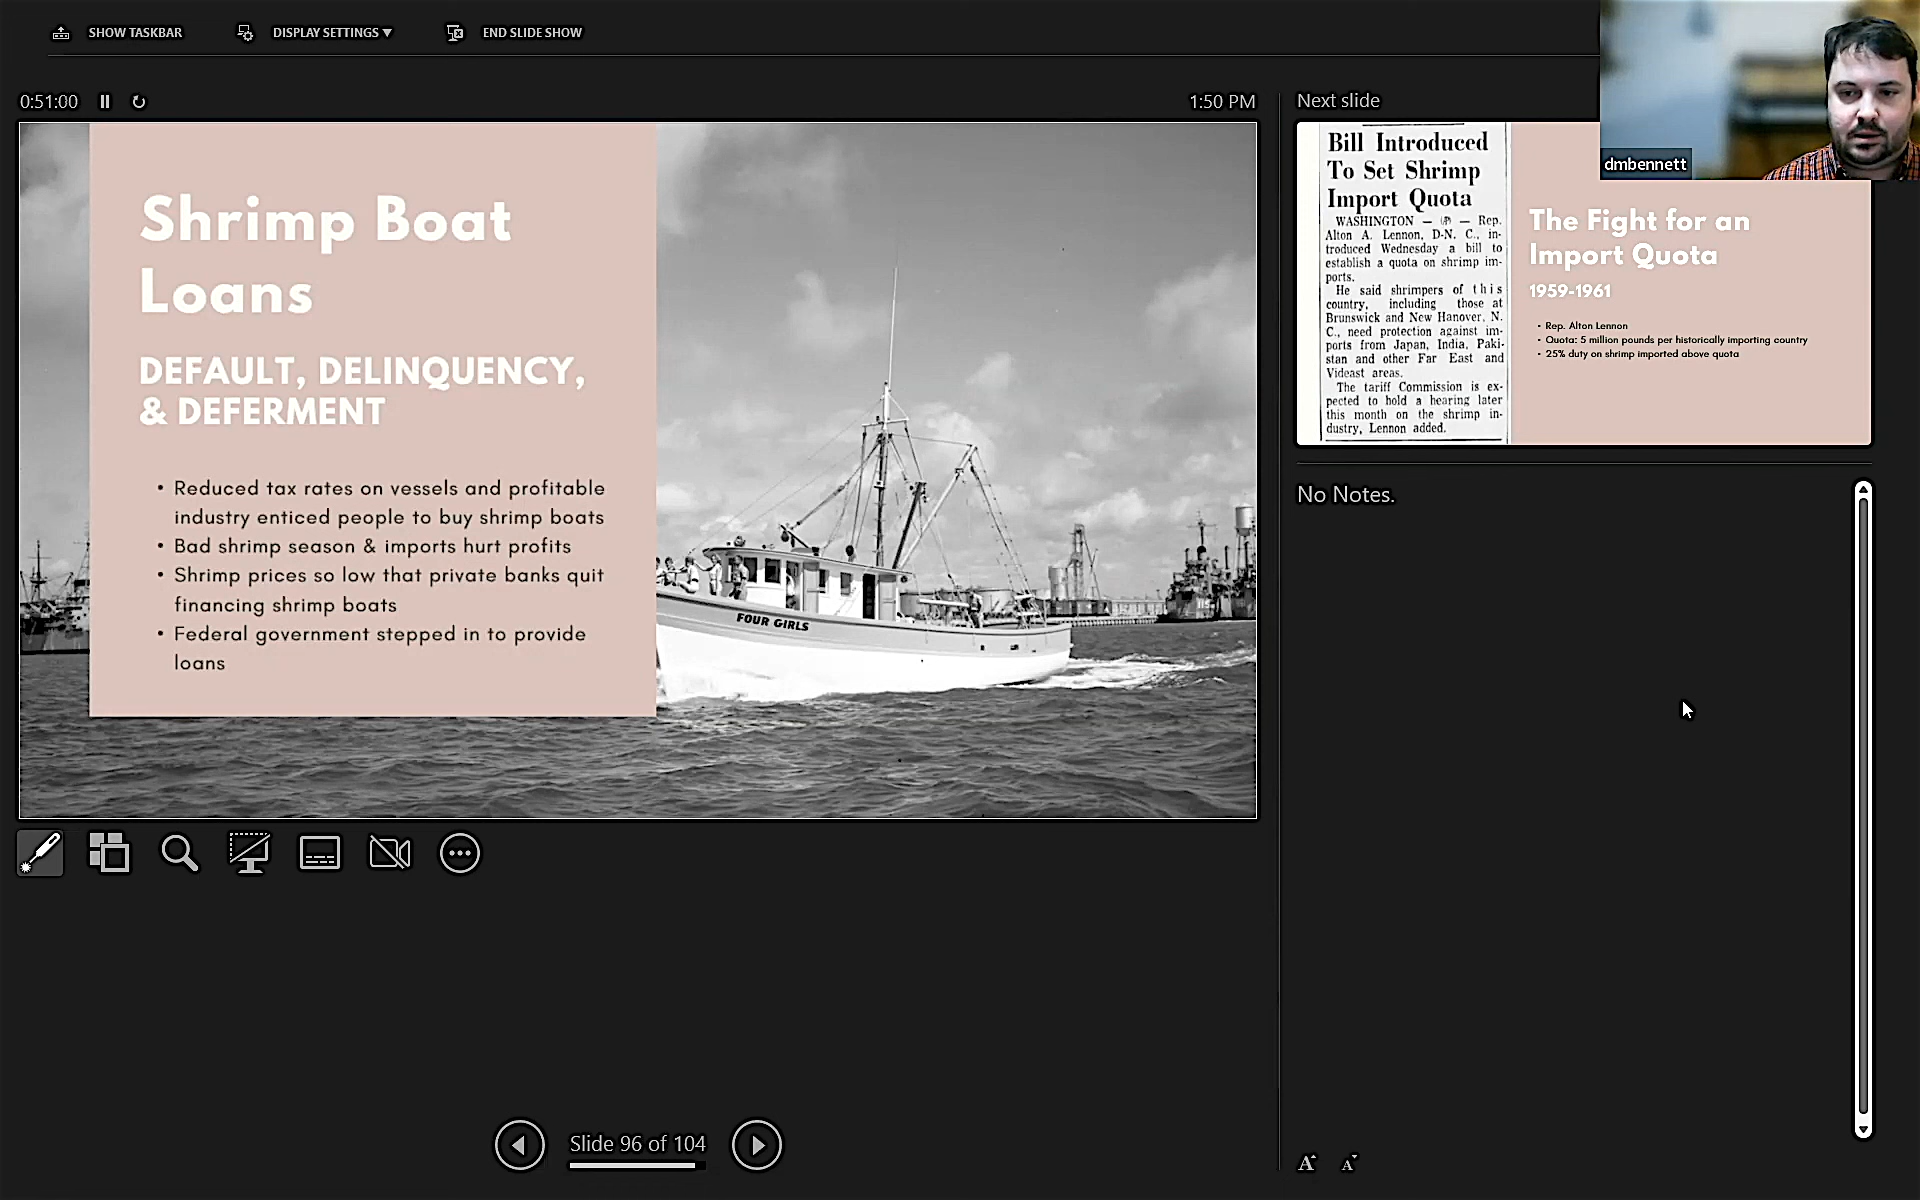 SHOW TASKBAR
DISPLAY SETTINGS ▼
END SLIDE SHOW
0:51:00
1:50 PM
Shrimp Boat
Loans
DEFAULT, DELINQUENCY,
& DEFERMENT
• Reduced tax rates on vessels and profitable
industry enticed people to buy shrimp boats
• Bad shrimp season & imports hurt profits
• Shrimp prices so low that private banks quit
financing shrimp boats
• Federal government stepped in to provide
loans
FOUR GIRLS
115
Next slide
dmbennett
Bill Introduced
To Set Shrimp
Import Quota
WASHINGTON — (AP) — Rep.
Alton A. Lennon, D-N. C., in-
troduced Wednesday a bill to
establish a quota on shrimp im-
ports.
He said shrimpers of this
country, including those at
Brunswick and New Hanover, N.
C., need protection against im-
ports from Japan, India, Paki-
stan and other Far East and
Videast areas.
The tariff Commission is ex-
pected to hold a hearing later
this month on the shrimp in-
dustry, Lennon added.
The Fight for an
Import Quota
1959-1961
• Rep. Alton Lennon
• Quota: 5 million pounds per historically importing country
• 25% duty on shrimp imported above quota
No Notes.
Slide 96 of 104
A
A